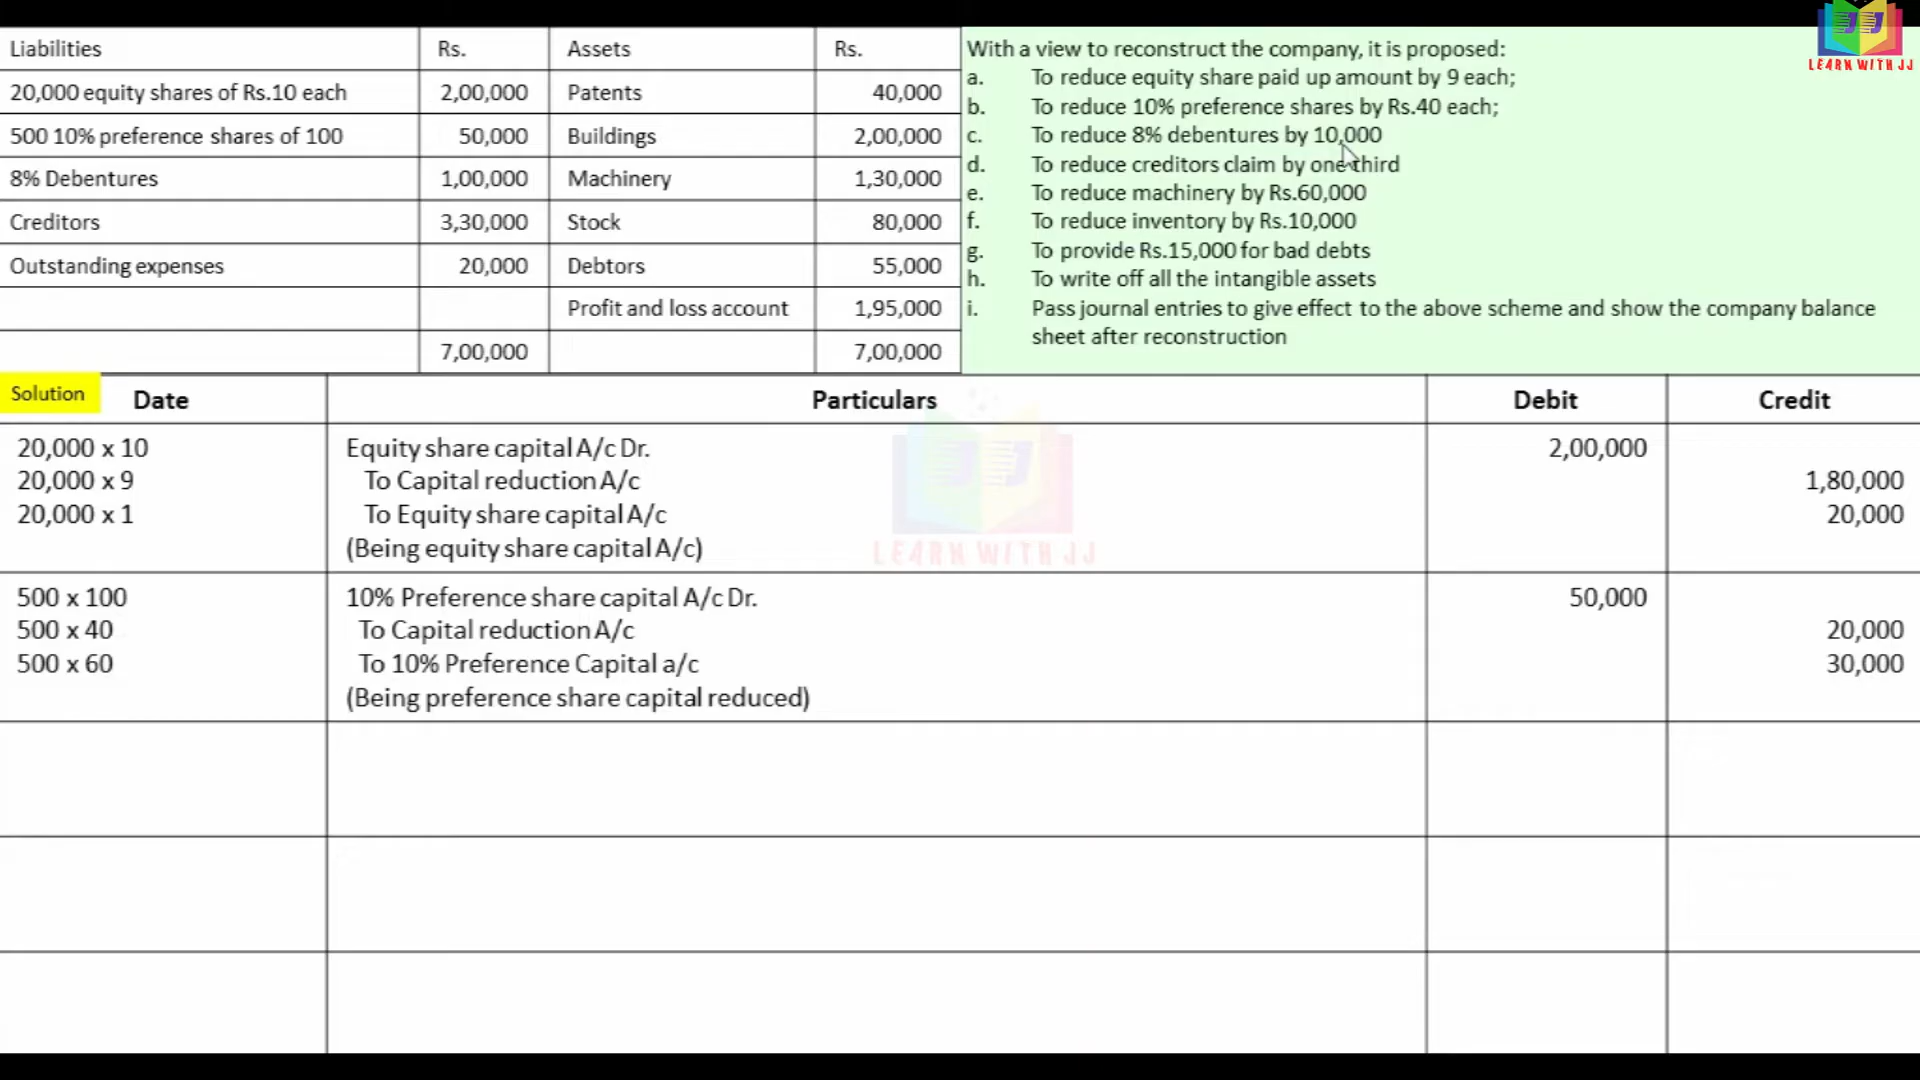 LEARN WITH JJ
Liabilities Rs. Assets Rs.
20,000 equity shares of Rs.10 each 2,00,000 Patents 40,000
500 10% preference shares of 100 50,000 Buildings 2,00,000
8% Debentures 1,00,000 Machinery 1,30,000
Creditors 3,30,000 Stock 80,000
Outstanding expenses 20,000 Debtors 55,000
Profit and loss account 1,95,000
7,00,000 7,00,000
With a view to reconstruct the company, it is proposed:
a. To reduce equity share paid up amount by 9 each;
b. To reduce 10% preference shares by Rs.40 each;
c. To reduce 8% debentures by 10,000
d. To reduce creditors claim by one third
e. To reduce machinery by Rs.60,000
f. To reduce inventory by Rs.10,000
g. To provide Rs.15,000 for bad debts
h. To write off all the intangible assets
i. Pass journal entries to give effect to the above scheme and show the company balance
sheet after reconstruction
Solution
Date Particulars Debit Credit
20,000 x 10 Equity share capital A/c Dr. 2,00,000
20,000 x 9 To Capital reduction A/c 1,80,000
20,000 x 1 To Equity share capital A/c 20,000
(Being equity share capital A/c)
LEARN WITH JJ
500 x 100 10% Preference share capital A/c Dr. 50,000
500 x 40 To Capital reduction A/c 20,000
500 x 60 To 10% Preference Capital a/c 30,000
(Being preference share capital reduced)